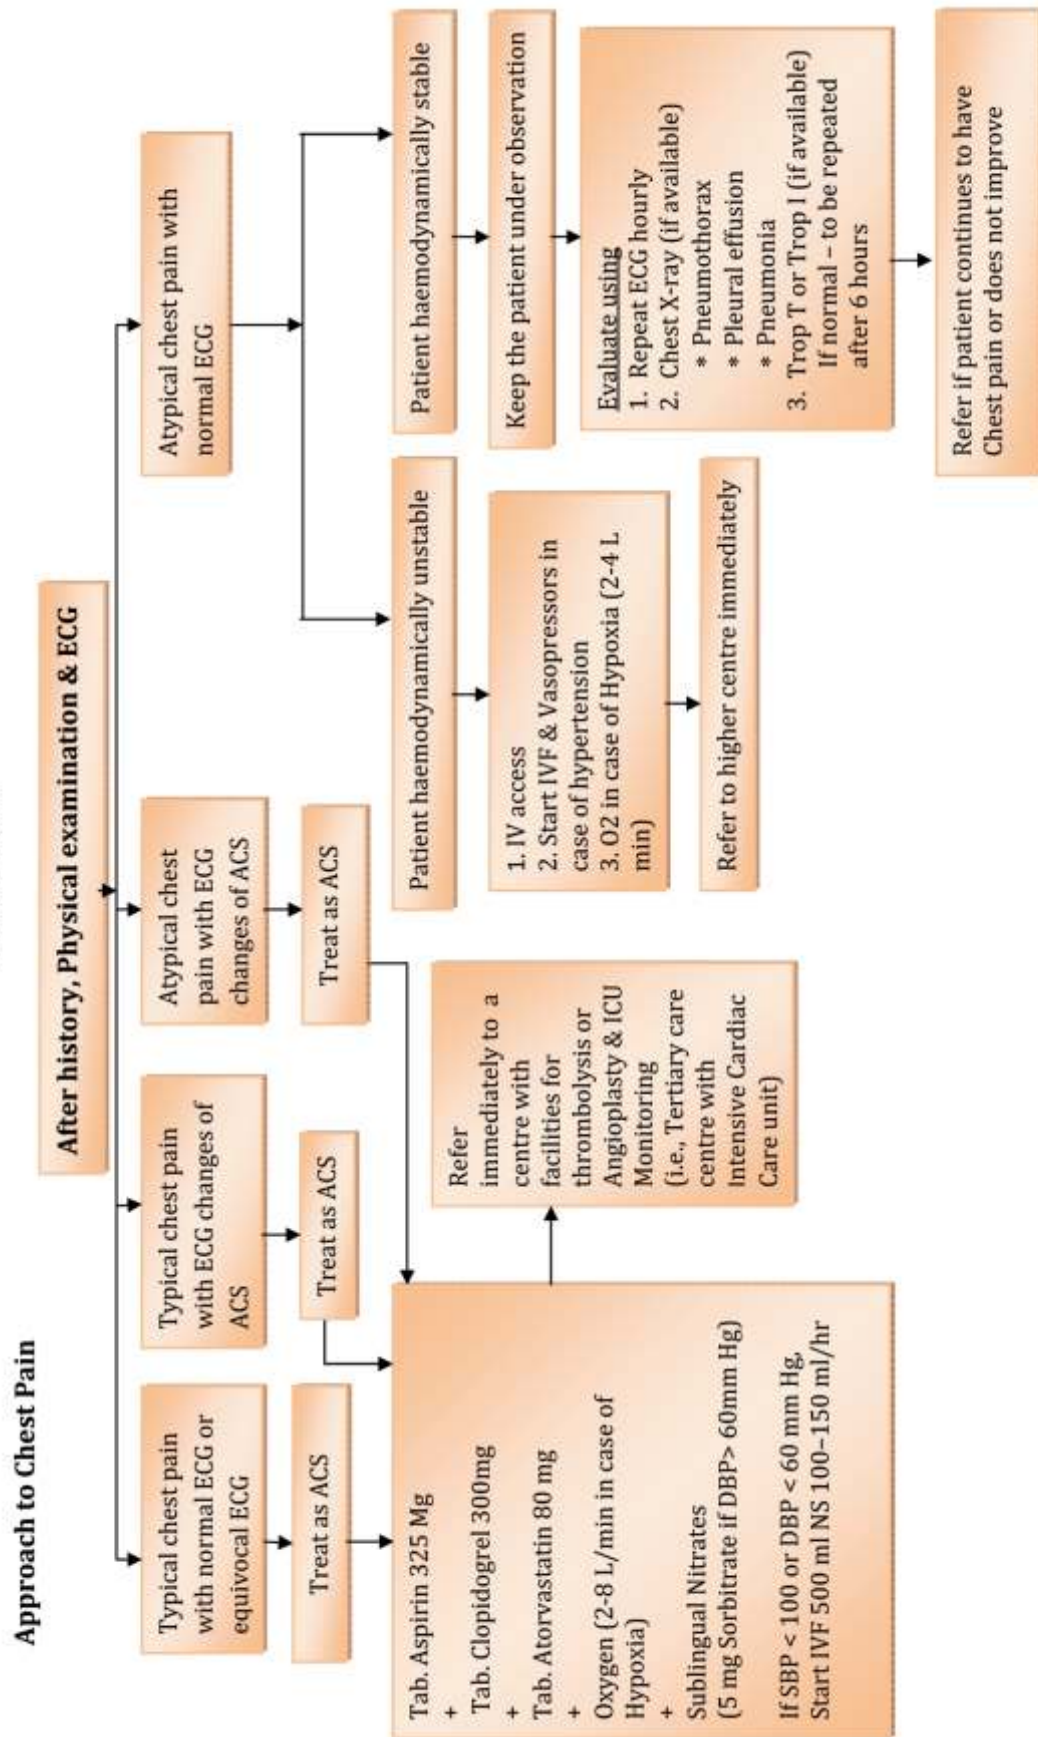 Approach to Chest Pain
After history, Physical examination & ECG
Typical chest pain
with normal ECG or
equivocal ECG
Treat as ACS
Typical chest pain
with ECG changes of
ACS
Treat as ACS
Atypical chest
pain with ECG
changes of ACS
Treat as ACS
Atypical chest pain with
normal ECG
Tab. Aspirin 325 Mg
+
Tab. Clopidogrel 300mg
+
Tab. Atorvastatin 80 mg
+
Oxygen (2-8 L/min in case of
Hypoxia)
+
Sublingual Nitrates
(5 mg Sorbitrate if DBP> 60mm Hg)
If SBP < 100 or DBP < 60 mm Hg,
Start IVF 500 ml NS 100–150 ml/hr
Refer
immediately to a
centre with
facilities for
thrombolysis or
Angioplasty & ICU
Monitoring
(i.e., Tertiary care
centre with
Intensive Cardiac
Care unit)
Patient haemodynamically unstable
1. IV access
2. Start IVF & Vasopressors in
case of hypertension
3. O2 in case of Hypoxia (2-4 L
min)
Refer to higher centre immediately
Patient haemodynamically stable
Keep the patient under observation
Evaluate using
1. Repeat ECG hourly
2. Chest X-ray (if available)
* Pneumothorax
* Pleural effusion
* Pneumonia
3. Trop T or Trop I (if available)
If normal – to be repeated
after 6 hours
Refer if patient continues to have
Chest pain or does not improve